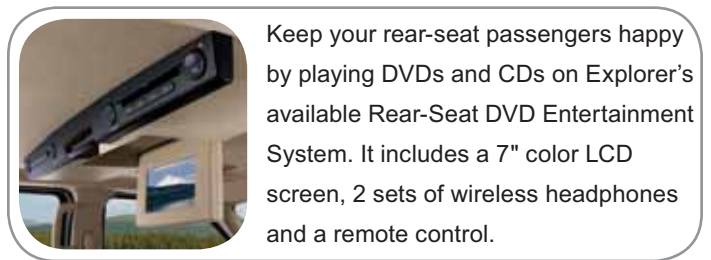 Keep your rear-seat passengers happy
by playing DVDs and CDs on Explorer’s
available Rear-Seat DVD Entertainment
System. It includes a 7" color LCD
screen, 2 sets of wireless headphones
and a remote control.